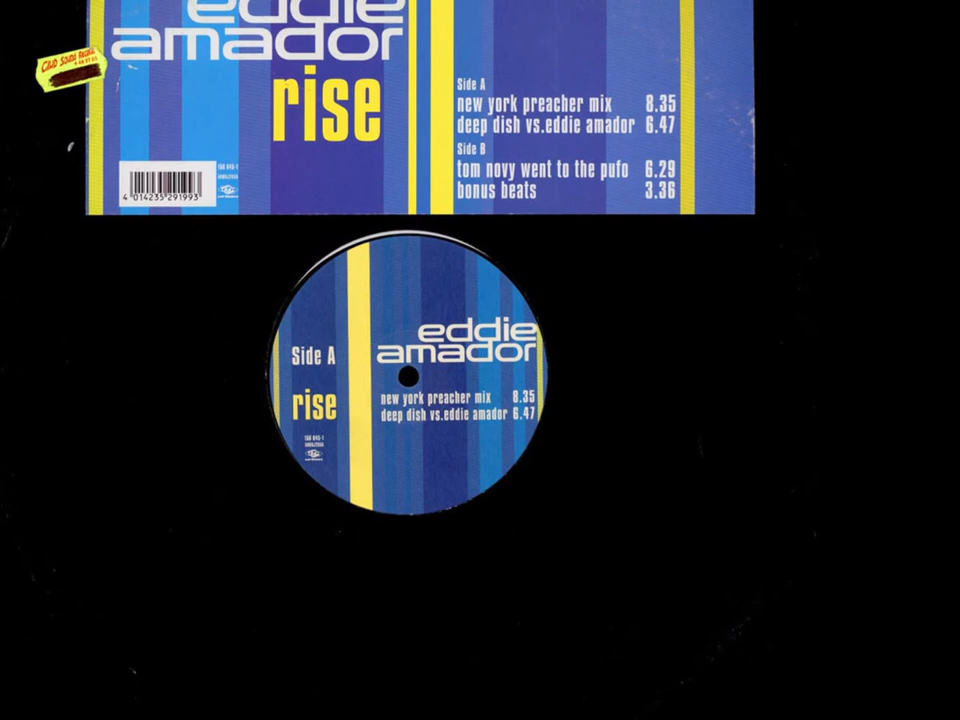 eddie
amador
rise
Side A
new york preacher mix 8.35
deep dish vs.eddie amador 6.47
Side B
tom novy went to the pufo 6.29
bonus beats 3.36
4 014235 291993
eddie
amador
Side A
rise
new york preacher mix 8.35
deep dish vs.eddie amador 6.47